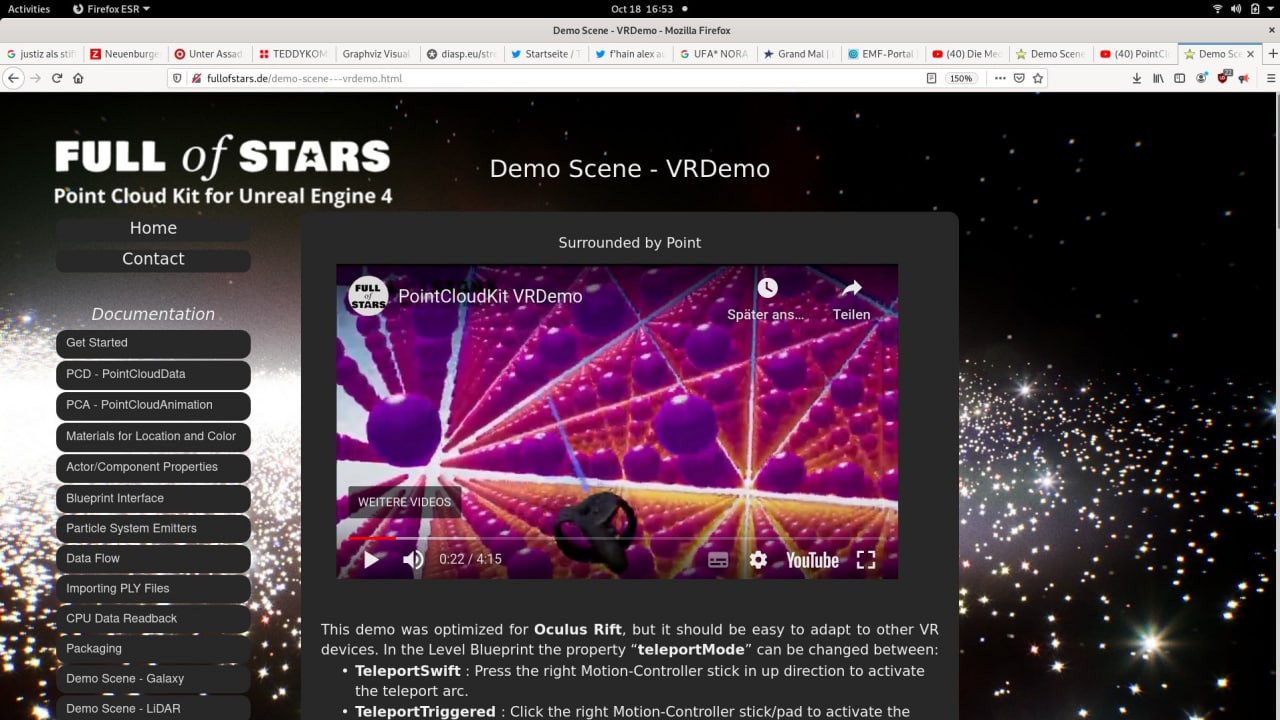 Activities
Firefox ESR
Oct 18 16:53
Demo Scene - VRDemo - Mozilla Firefox
justiz als stif
Neuenburge
Unter Assad
TEDDYKOM
Graphviz Visual
diasp.eu/stre
Startseite / T
f'hain alex au
UFA* NORA
Grand Mal |
EMF-Portal
(40) Die Med
Demo Scene
(40) PointCl
Demo Sce
fullofstars.de/demo-scene---vrdemo.html
150%
FULL of STARS
Point Cloud Kit for Unreal Engine 4
Demo Scene - VRDemo
Home
Contact
Documentation
Get Started
PCD - PointCloudData
PCA - PointCloudAnimation
Materials for Location and Color
Actor/Component Properties
Blueprint Interface
Particle System Emitters
Data Flow
Importing PLY Files
CPU Data Readback
Packaging
Demo Scene - Galaxy
Demo Scene - LiDAR
Surrounded by Point
FULL
of
STARS
PointCloudKit VRDemo
Später ans...
Teilen
WEITERE VIDEOS
0:22 / 4:15
YouTube
This demo was optimized for Oculus Rift, but it should be easy to adapt to other VR
devices. In the Level Blueprint the property “teleportMode” can be changed between:
• TeleportSwift : Press the right Motion-Controller stick in up direction to activate
the teleport arc.
• TeleportTriggered : Click the right Motion-Controller stick/pad to activate the